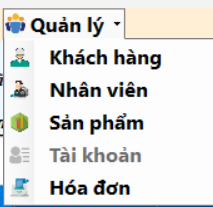 Quản lý
Khách hàng
Nhân viên
Sản phẩm
Tài khoản
Hóa đơn